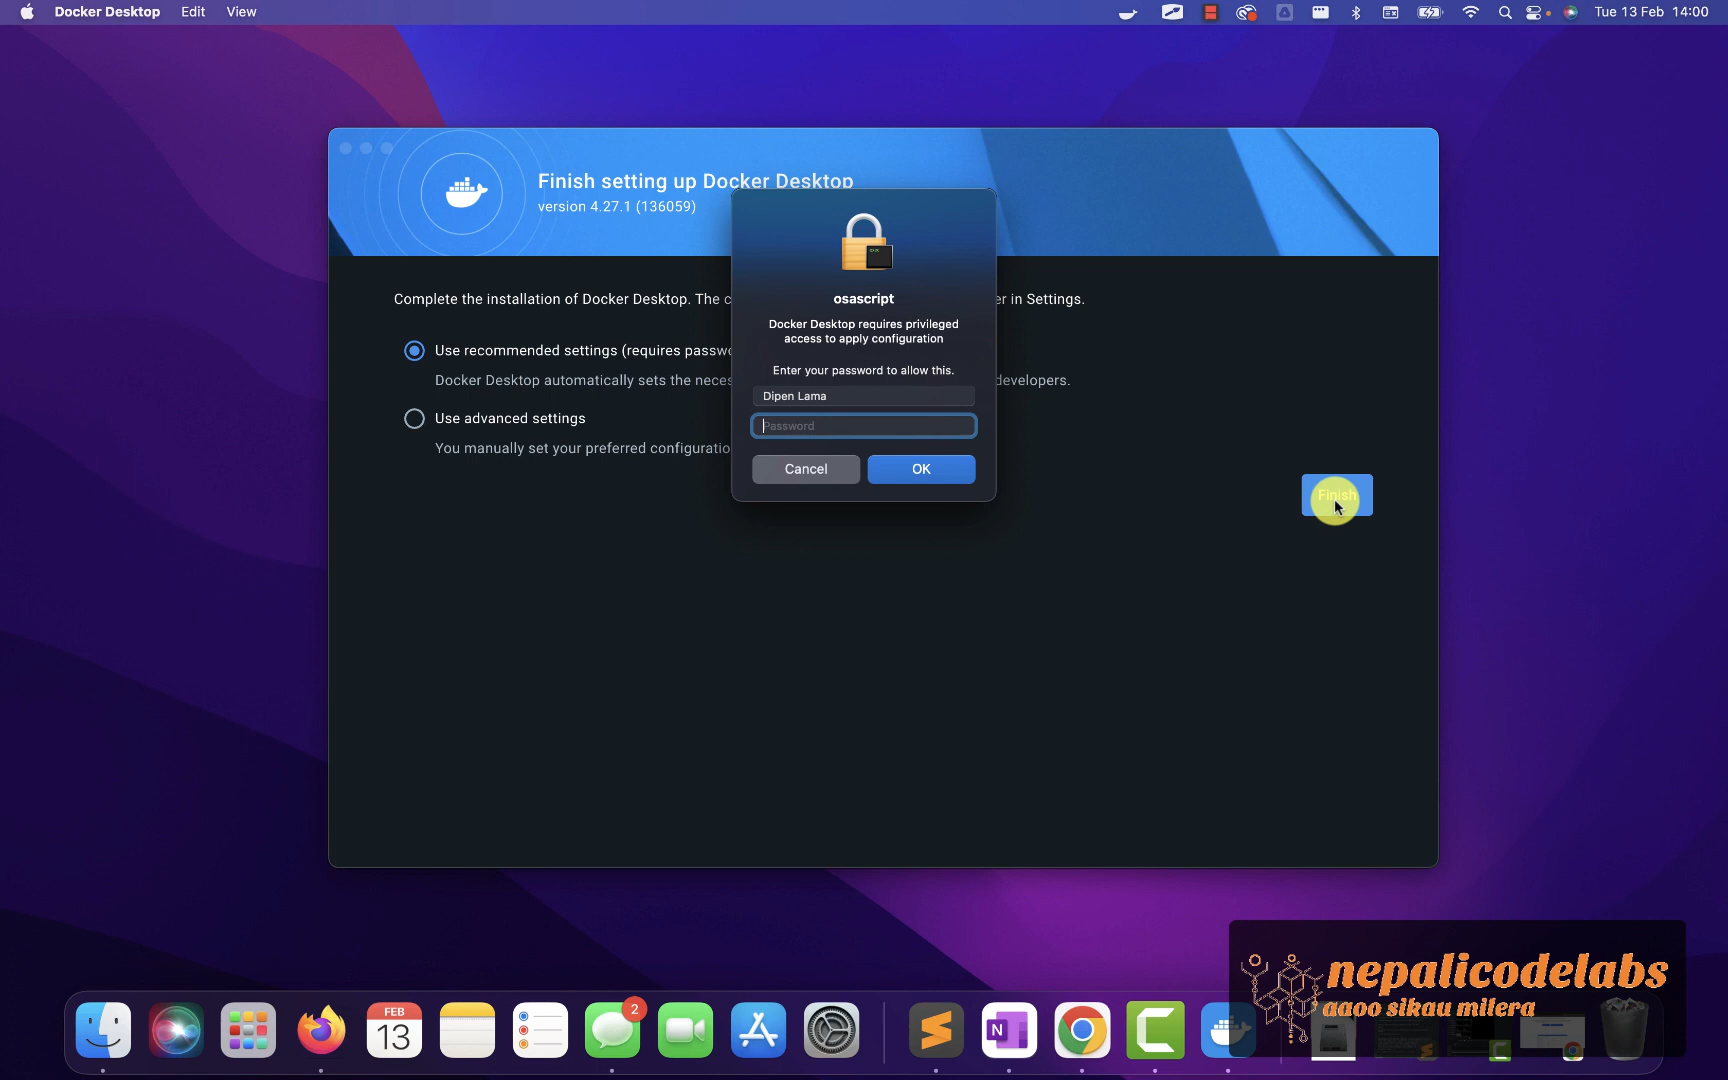 Docker Desktop Edit View
Tue 13 Feb 14:00
Finish setting up Docker Desktop
version 4.27.1 (136059)
osascript
Docker Desktop requires privileged
access to apply configuration
Enter your password to allow this.
Dipen Lama
Password
Cancel OK
Complete the installation of Docker Desktop. The c
er in Settings.
Use recommended settings (requires passwo
Docker Desktop automatically sets the neces
developers.
Use advanced settings
You manually set your preferred configuratio
Finish
nepalicodelabs
aaoo sikau milera
FEB
13
2
N